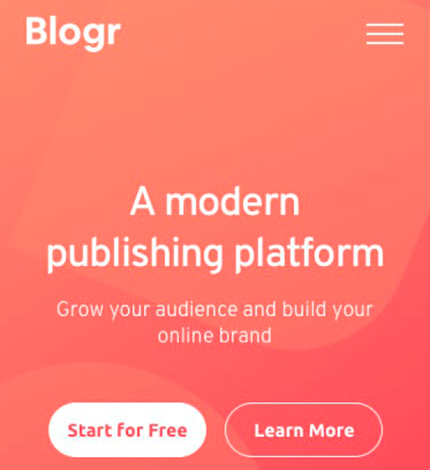 Blogr
A modern
publishing platform
Grow your audience and build your
online brand
Start for Free
Learn More